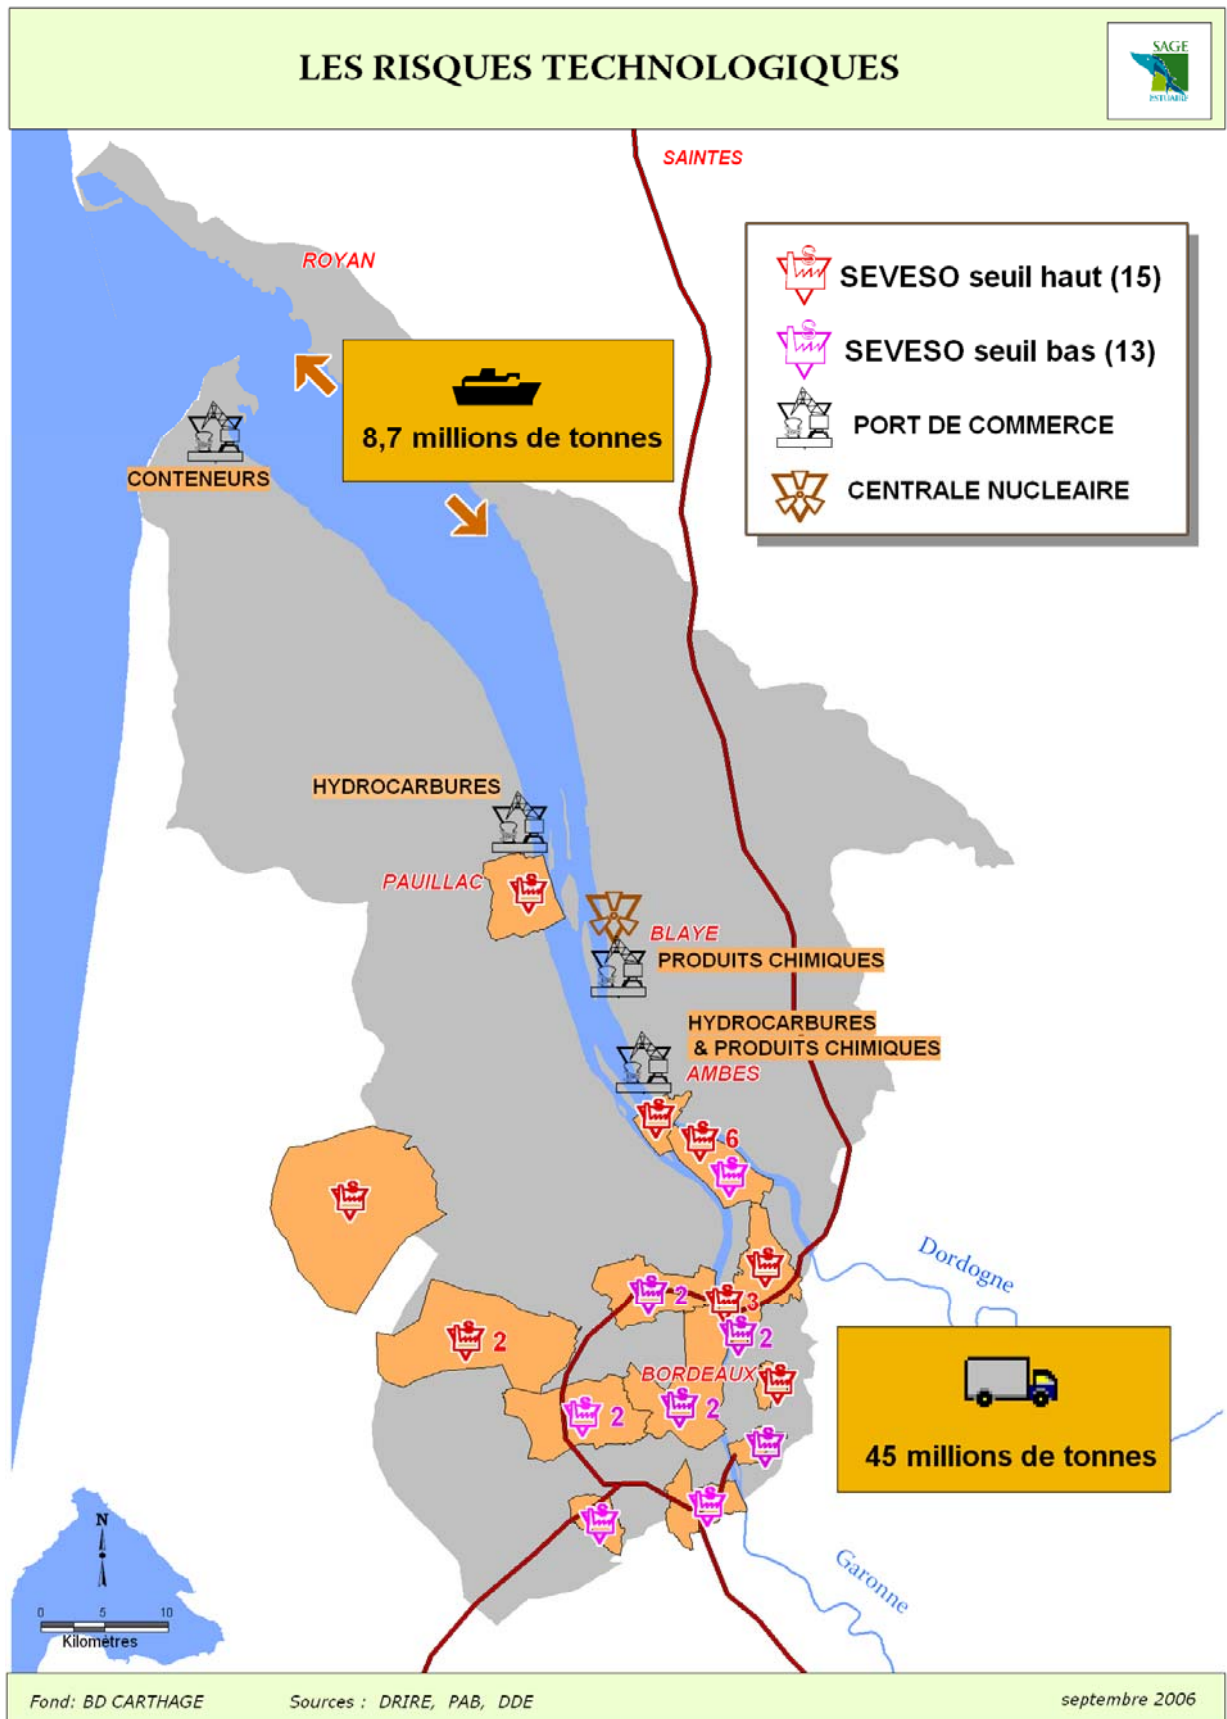 LES RISQUES TECHNOLOGIQUES
SAGE
ESTUAIRE
SAINTES
ROYAN
SEVESO seuil haut (15)
SEVESO seuil bas (13)
PORT DE COMMERCE
CENTRALE NUCLEAIRE
8,7 millions de tonnes
CONTENEURS
HYDROCARBURES
PAUILLAC
BLAYE
PRODUITS CHIMIQUES
HYDROCARBURES
& PRODUITS CHIMIQUES
AMBES
6
Dordogne
2
3
2
2
BORDEAUX
2
2
45 millions de tonnes
Garonne
N
0 5 10
Kilomètres
Fond: BD CARTHAGE
Sources : DRIRE, PAB, DDE
septembre 2006